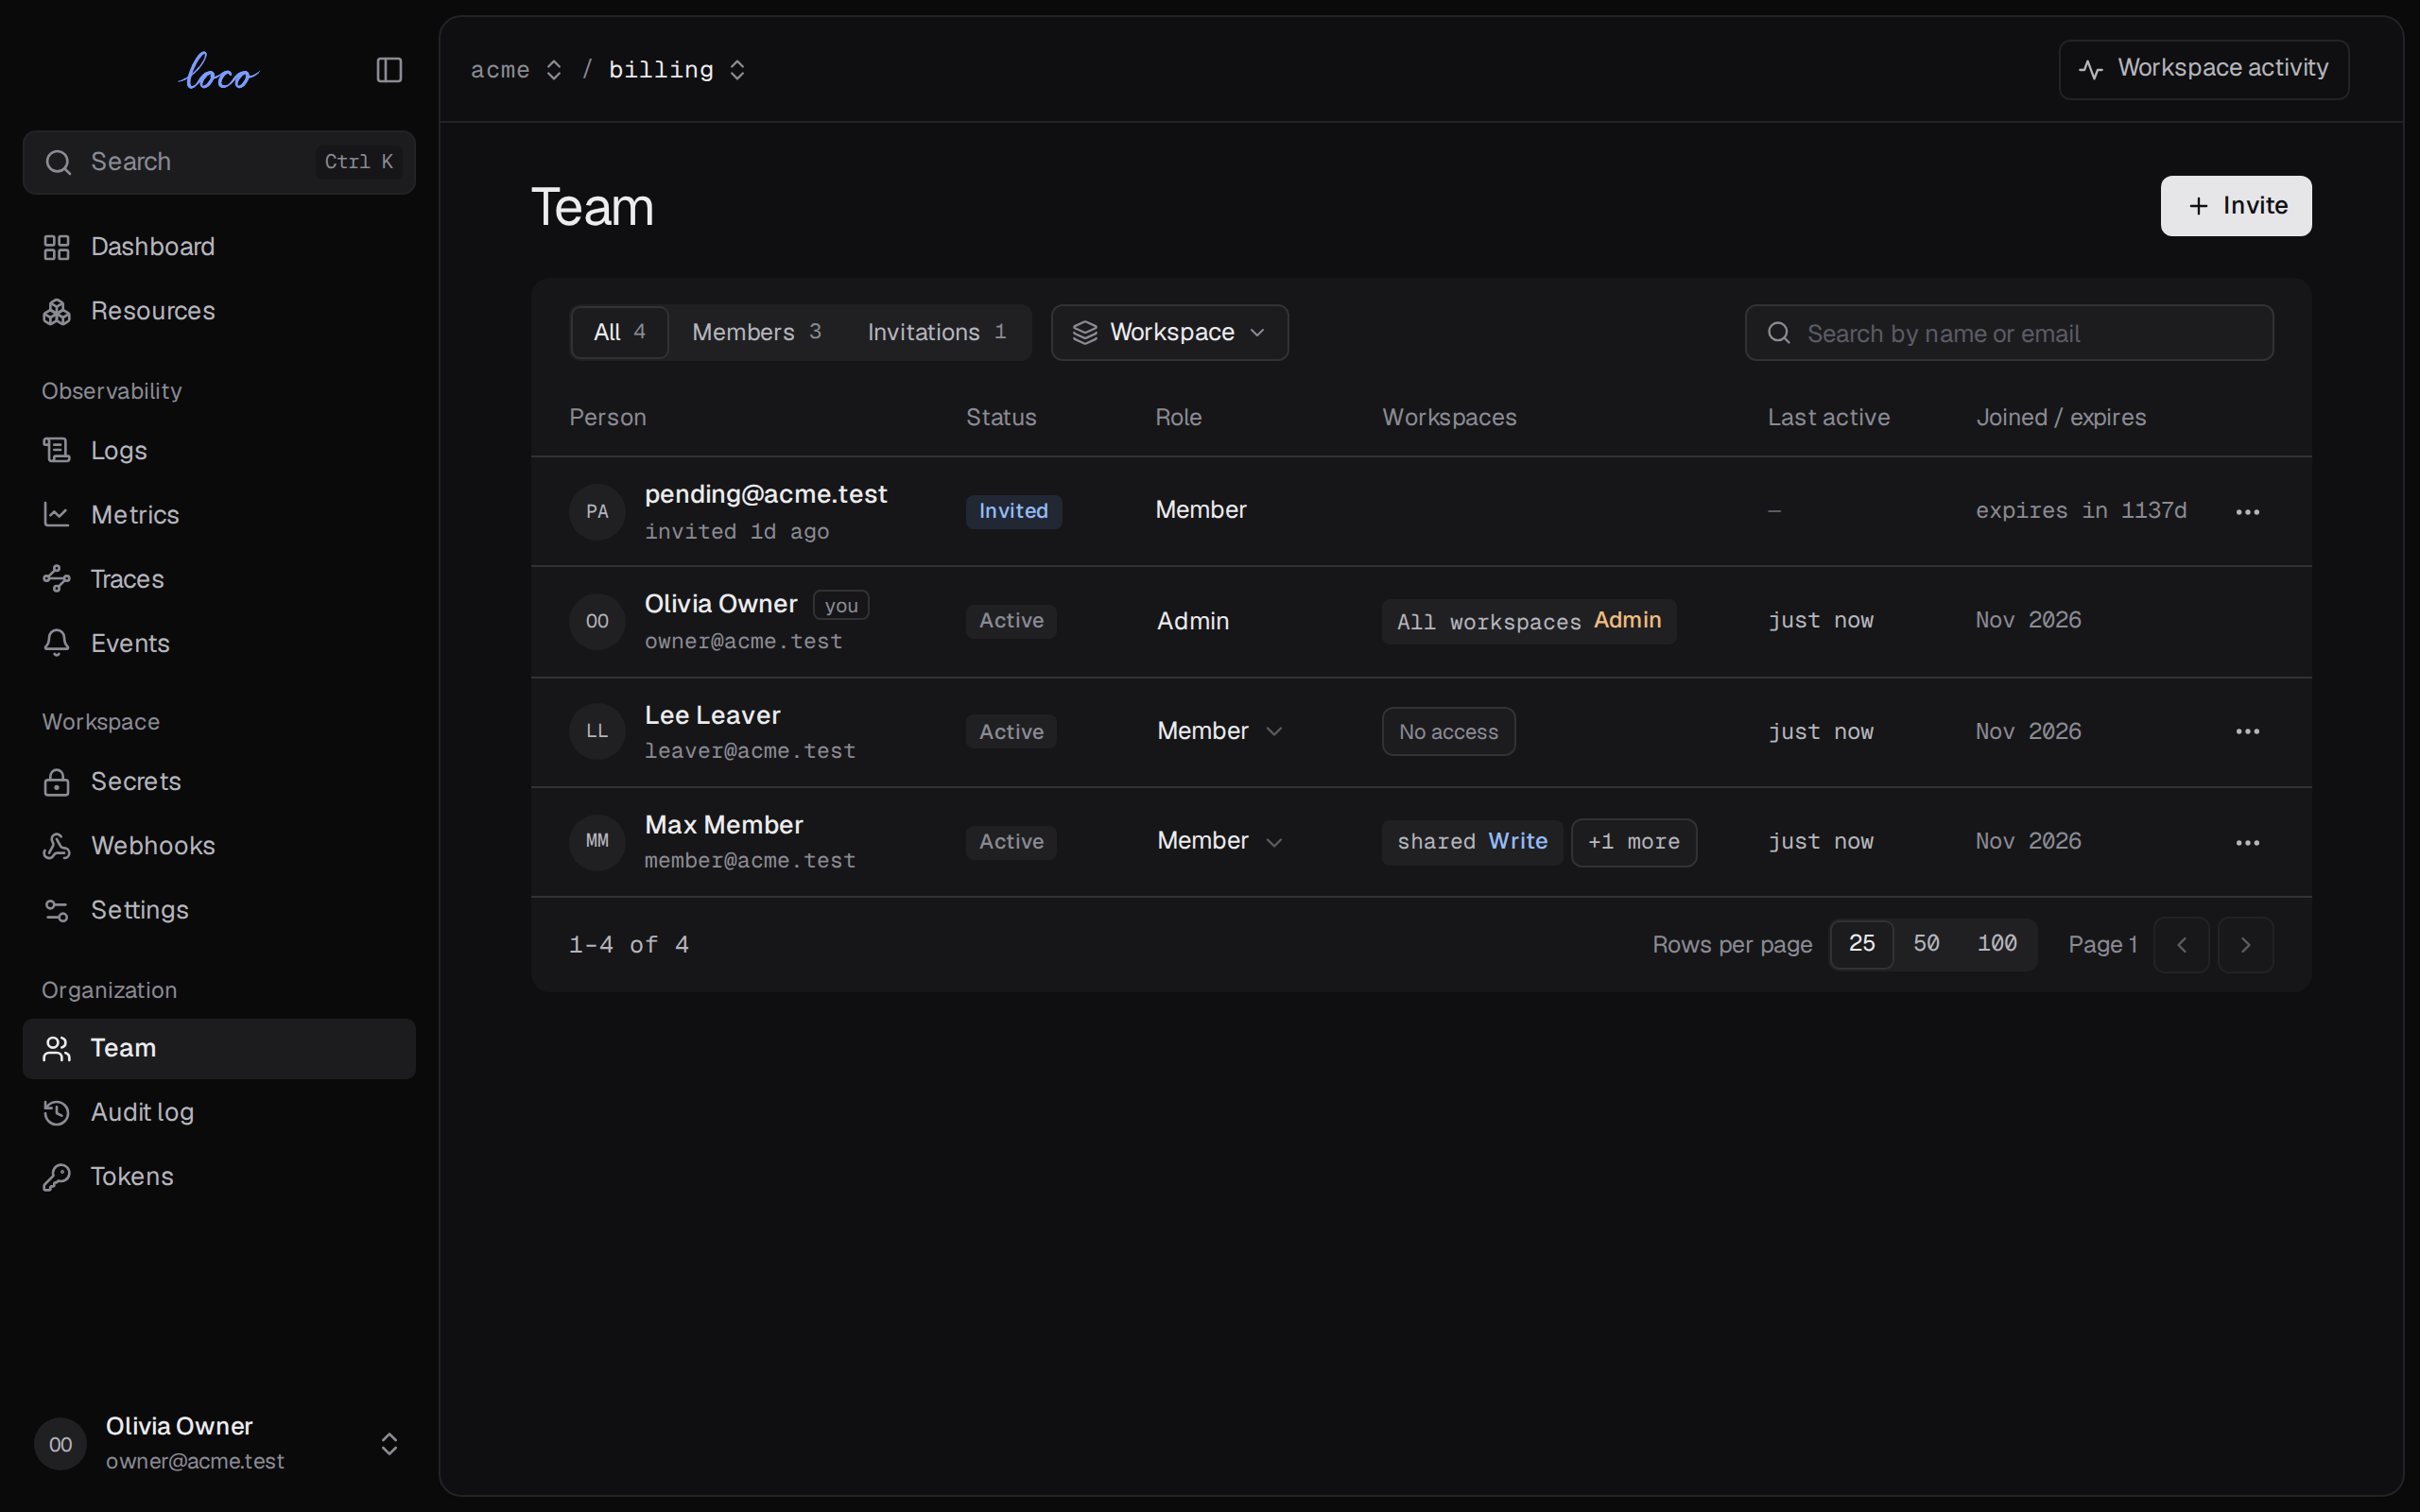 loco
Search Ctrl K
Dashboard
Resources
Observability
Logs
Metrics
Traces
Events
Workspace
Secrets
Webhooks
Settings
Organization
Team
Audit log
Tokens
OO Olivia Owner
owner@acme.test
acme / billing Workspace activity
Team Invite
All 4 Members 3 Invitations 1 Workspace Search by name or email
Person Status Role Workspaces Last active Joined / expires
PA pending@acme.test Invited Member — expires in 1137d
invited 1d ago
OO Olivia Owner you Active Admin All workspaces Admin just now Nov 2026
owner@acme.test
LL Lee Leaver Active Member No access just now Nov 2026
leaver@acme.test
MM Max Member Active Member shared Write +1 more just now Nov 2026
member@acme.test
1–4 of 4 Rows per page 25 50 100 Page 1